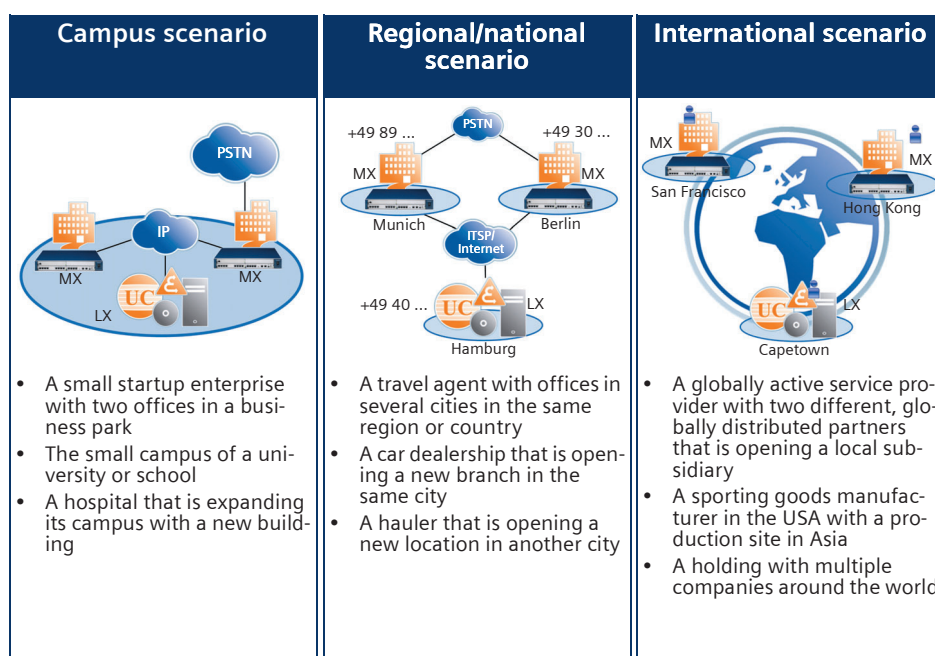 Campus scenario
PSTN
IP
MX
MX
UC
LX
• A small startup enterprise
with two offices in a busi-
ness park
• The small campus of a uni-
versity or school
• A hospital that is expanding
its campus with a new build-
ing
Regional/national
scenario
+49 89 ...
PSTN
+49 30 ...
MX
MX
Munich
Berlin
ITSP/
Internet
+49 40 ...
UC
LX
Hamburg
• A travel agent with offices in
several cities in the same
region or country
• A car dealership that is open-
ing a new branch in the
same city
• A hauler that is opening a
new location in another city
International scenario
MX
San Francisco
MX
Hong Kong
UC
LX
Capetown
• A globally active service pro-
vider with two different, glo-
bally distributed partners
that is opening a local sub-
sidiary
• A sporting goods manufac-
turer in the USA with a pro-
duction site in Asia
• A holding with multiple
companies around the world